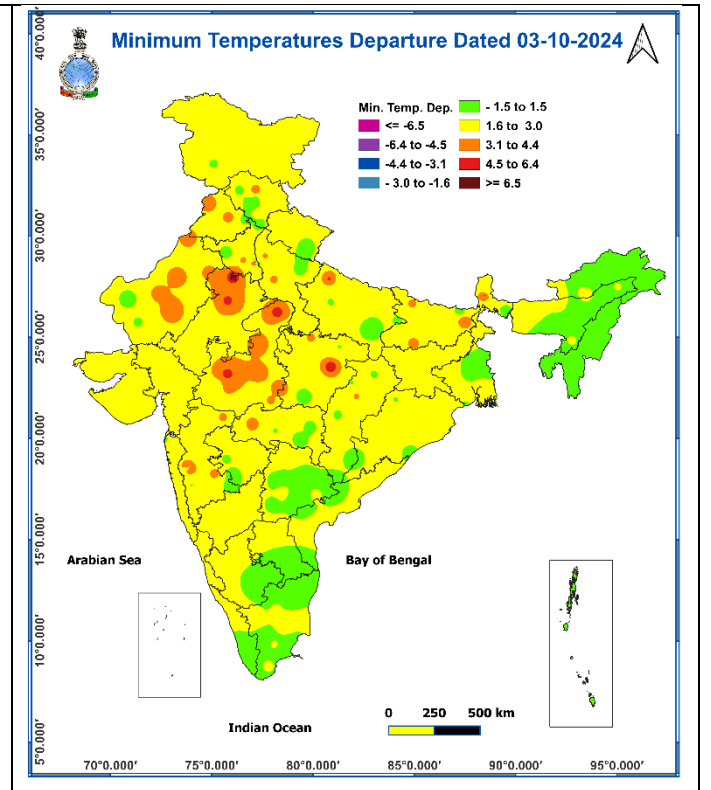 Minimum Temperatures Departure Dated 03-10-2024
Min. Temp. Dep.
- 1.5 to 1.5
<= -6.5
1.6 to 3.0
-6.4 to -4.5
3.1 to 4.4
-4.4 to -3.1
4.5 to 6.4
- 3.0 to -1.6
>= 6.5
40°0.000'
35°0.000'
30°0.000'
25°0.000'
20°0.000'
15°0.000'
10°0.000'
5°0.000'
Arabian Sea
Bay of Bengal
Indian Ocean
0 250 500 km
70°0.000' 75°0.000' 80°0.000' 85°0.000' 90°0.000' 95°0.000'